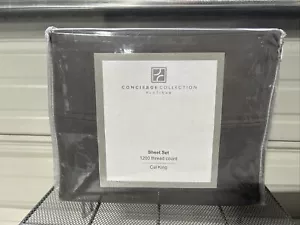 CONCIERGE COLLECTION
PLATINUM
Sheet Set
1250 thread count
Cal King